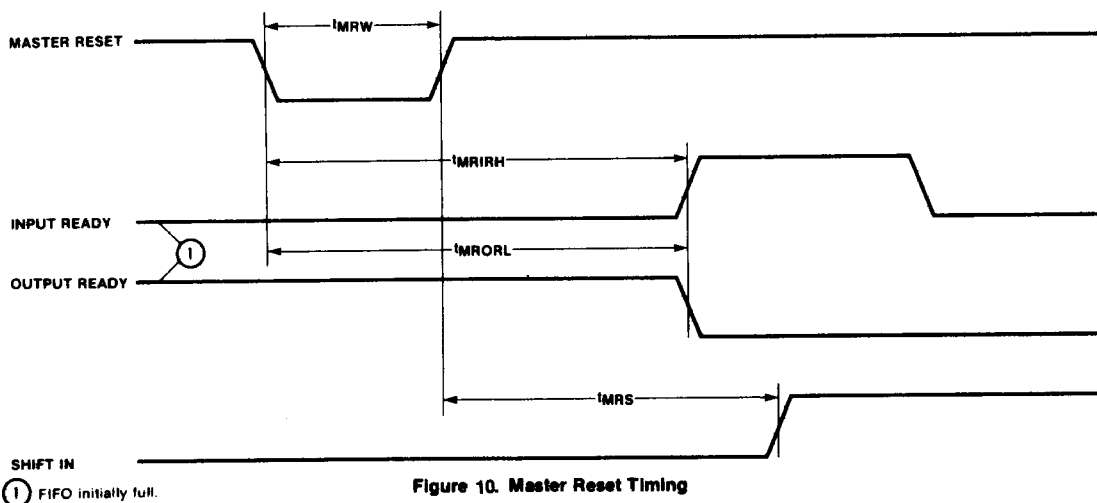 tMRW
MASTER RESET
tMRIRH
INPUT READY
1
tMRORL
OUTPUT READY
tMRS
SHIFT IN
1 FIFO initially full.
Figure 10. Master Reset Timing